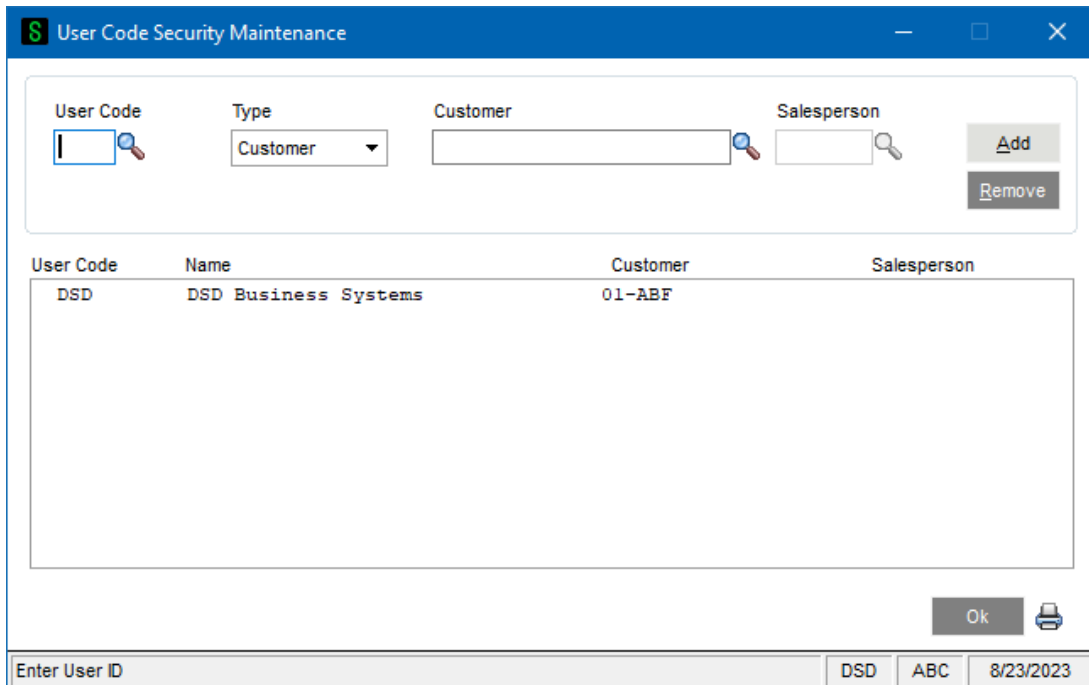 S User Code Security Maintenance
User Code Type Customer Salesperson
Customer
Add
Remove
User Code Name Customer Salesperson
DSD DSD Business Systems 01-ABF
Ok
Enter User ID DSD ABC 8/23/2023